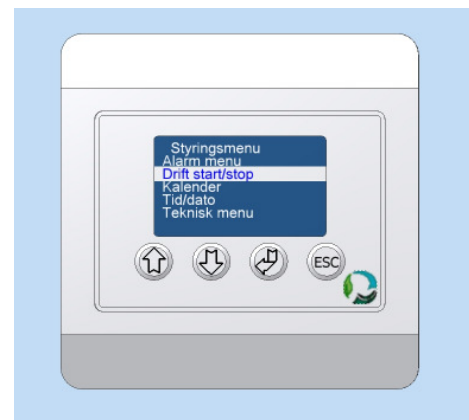 Styringsmenu
Alarm menu
Drift start/stop
Kalender
Tid/dato
Teknisk menu
ESC